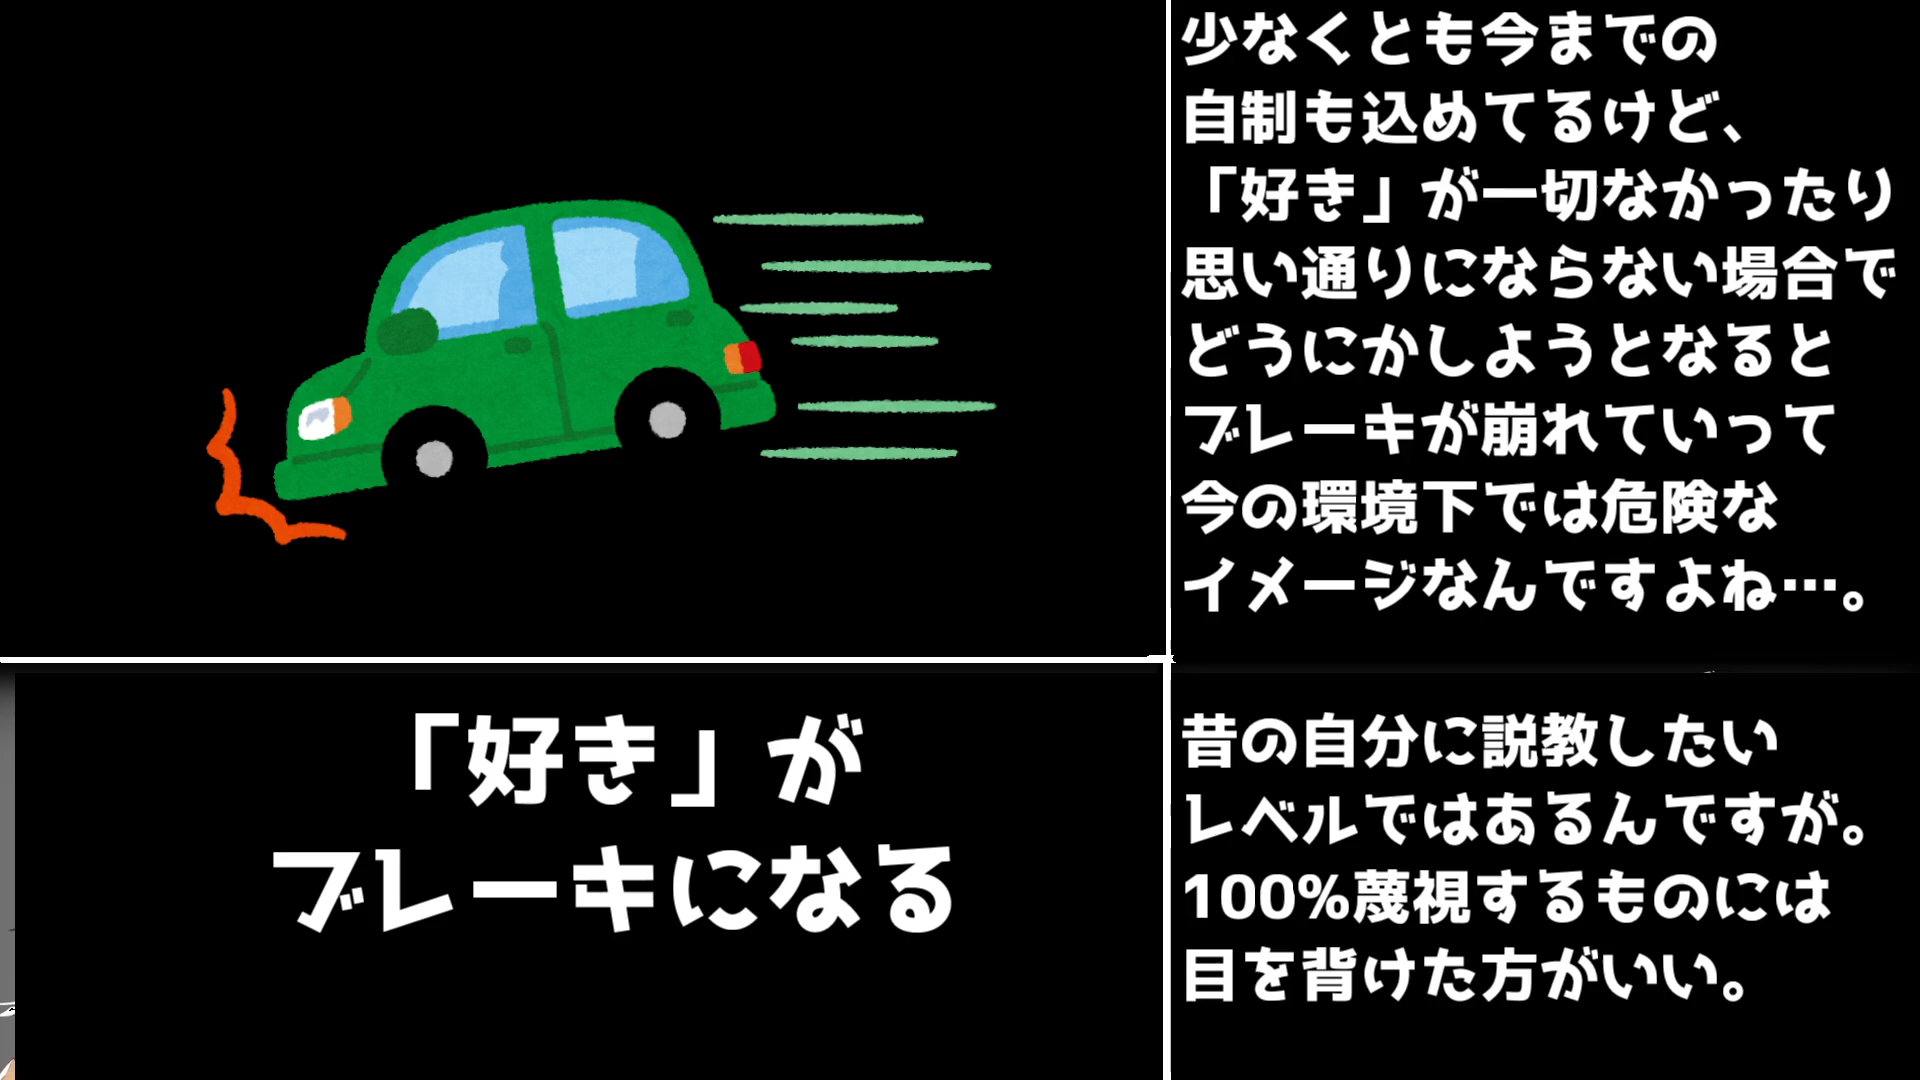 少なくとも今までの
自制も込めてるけど、
「好き」が一切なかったり
思い通りにならない場合で
どうにかしようとなると
ブレーキが崩れていって
今の環境下では危険な
イメージなんですよね…。
「好き」が
ブレーキになる
昔の自分に説教したい
レベルではあるんですが。
100%蔑視するものには
目を背けた方がいい。